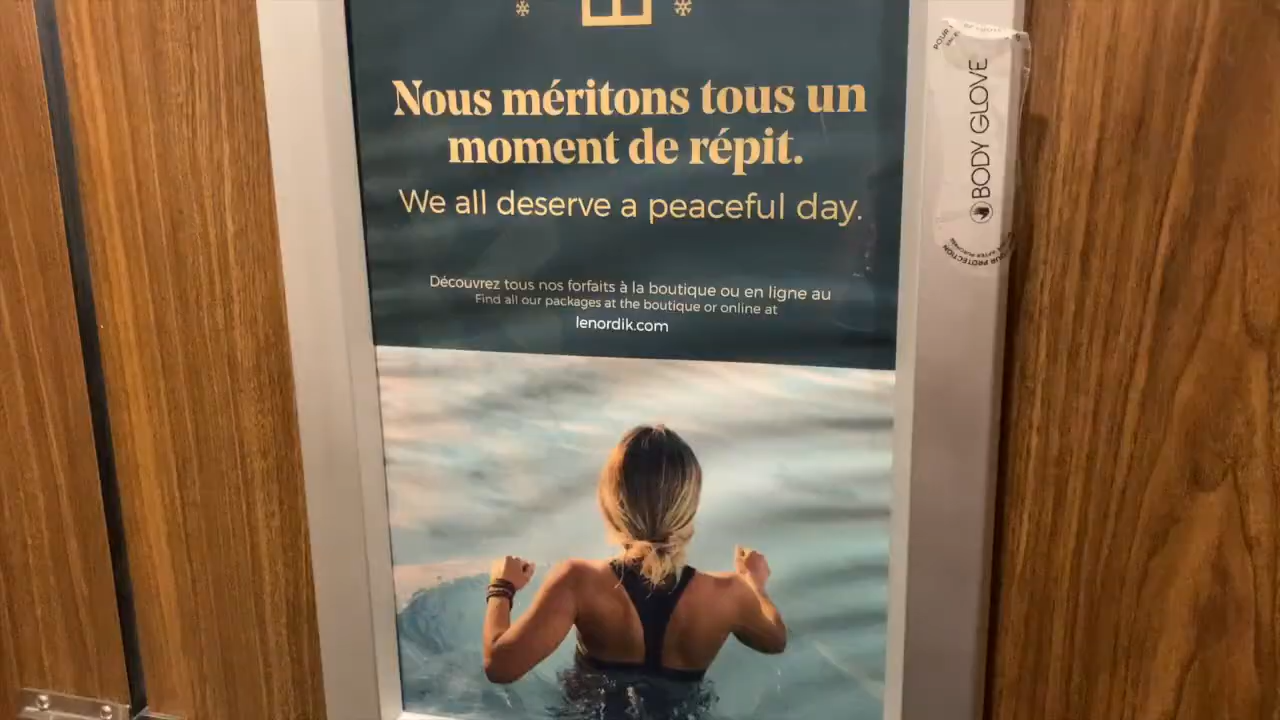 Nous méritons tous un
moment de répit.
We all deserve a peaceful day.
Découvrez tous nos forfaits à la boutique ou en ligne au
Find all our packages at the boutique or online at
lenordik.com
BODY GLOVE